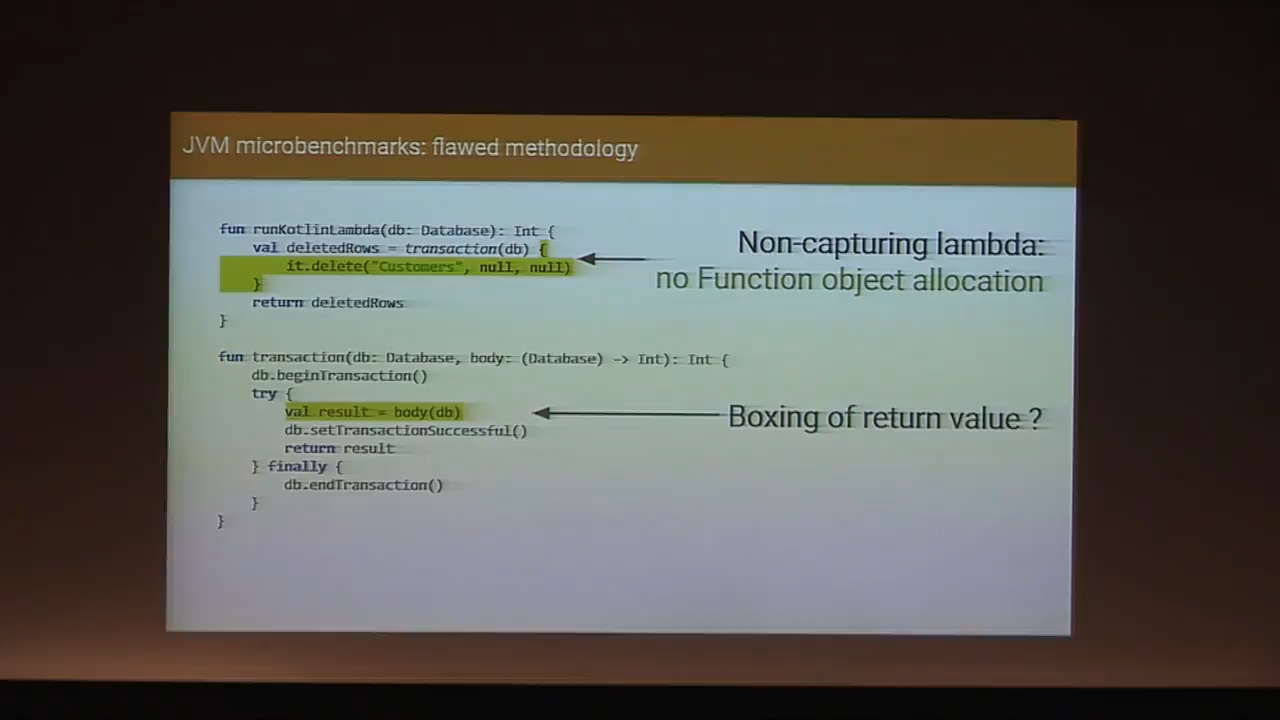 JVM microbenchmarks: flawed methodology
fun runKotlinLambda(db: Database): Int {
val deletedRows = transaction(db) {
it.delete("Customers", null, null)
}
return deletedRows
}
Non-capturing lambda:
no Function object allocation
fun transaction(db: Database, body: (Database) -> Int): Int {
db.beginTransaction()
try {
val result = body(db)
db.setTransactionSuccessful()
return result
} finally {
db.endTransaction()
}
}
Boxing of return value ?